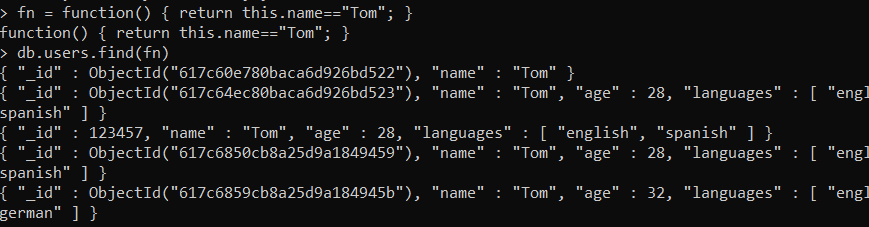 > fn = function() { return this.name=="Tom"; }
function() { return this.name=="Tom"; }
> db.users.find(fn)
{ "_id" : ObjectId("617c60e780baca6d926bd522"), "name" : "Tom" }
{ "_id" : ObjectId("617c64ec80baca6d926bd523"), "name" : "Tom", "age" : 28, "languages" : [ "engl
spanish" ] }
{ "_id" : 123457, "name" : "Tom", "age" : 28, "languages" : [ "english", "spanish" ] }
{ "_id" : ObjectId("617c6850cb8a25d9a1849459"), "name" : "Tom", "age" : 28, "languages" : [ "engl
spanish" ] }
{ "_id" : ObjectId("617c6859cb8a25d9a184945b"), "name" : "Tom", "age" : 32, "languages" : [ "engl
german" ] }